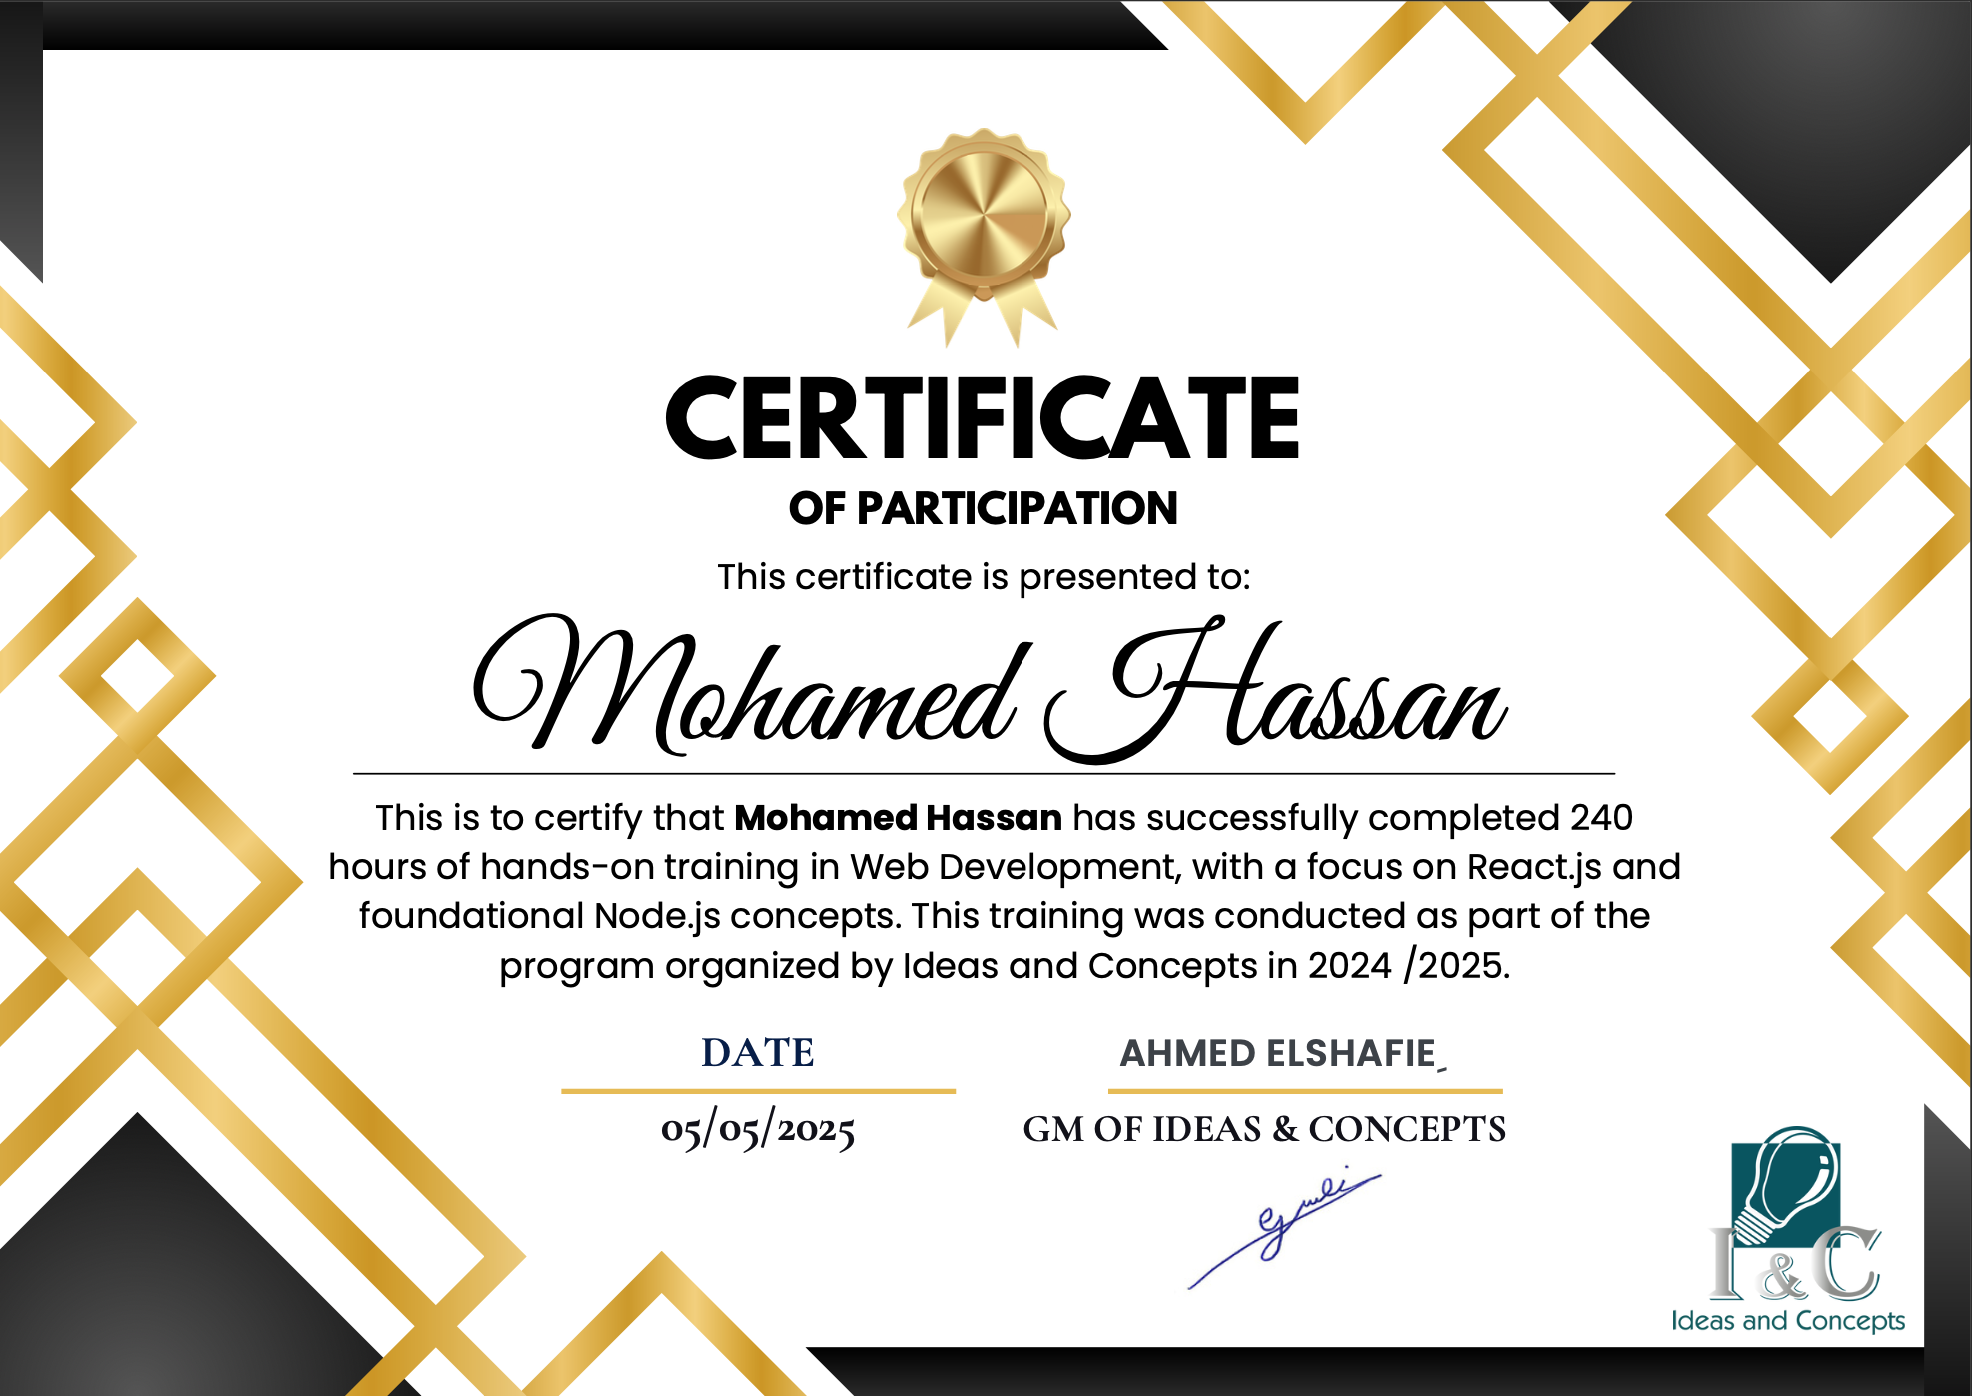 CERTIFICATE
OF PARTICIPATION
This certificate is presented to:
Mohamed Hassan
This is to certify that Mohamed Hassan has successfully completed 240
hours of hands-on training in Web Development, with a focus on React.js and
foundational Node.js concepts. This training was conducted as part of the
program organized by Ideas and Concepts in 2024 /2025.
DATE
05/05/2025
AHMED ELSHAFIE
GM OF IDEAS & CONCEPTS
I & C
Ideas and Concepts